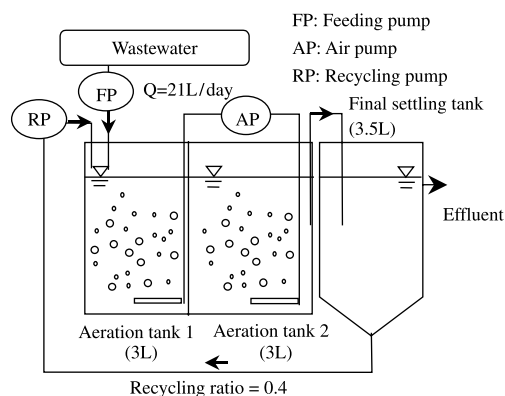 FP: Feeding pump
AP: Air pump
RP: Recycling pump
Wastewater
FP
Q=21L/day
RP
AP
Final settling tank
(3.5L)
Effluent
Aeration tank 1
(3L)
Aeration tank 2
(3L)
Recycling ratio = 0.4